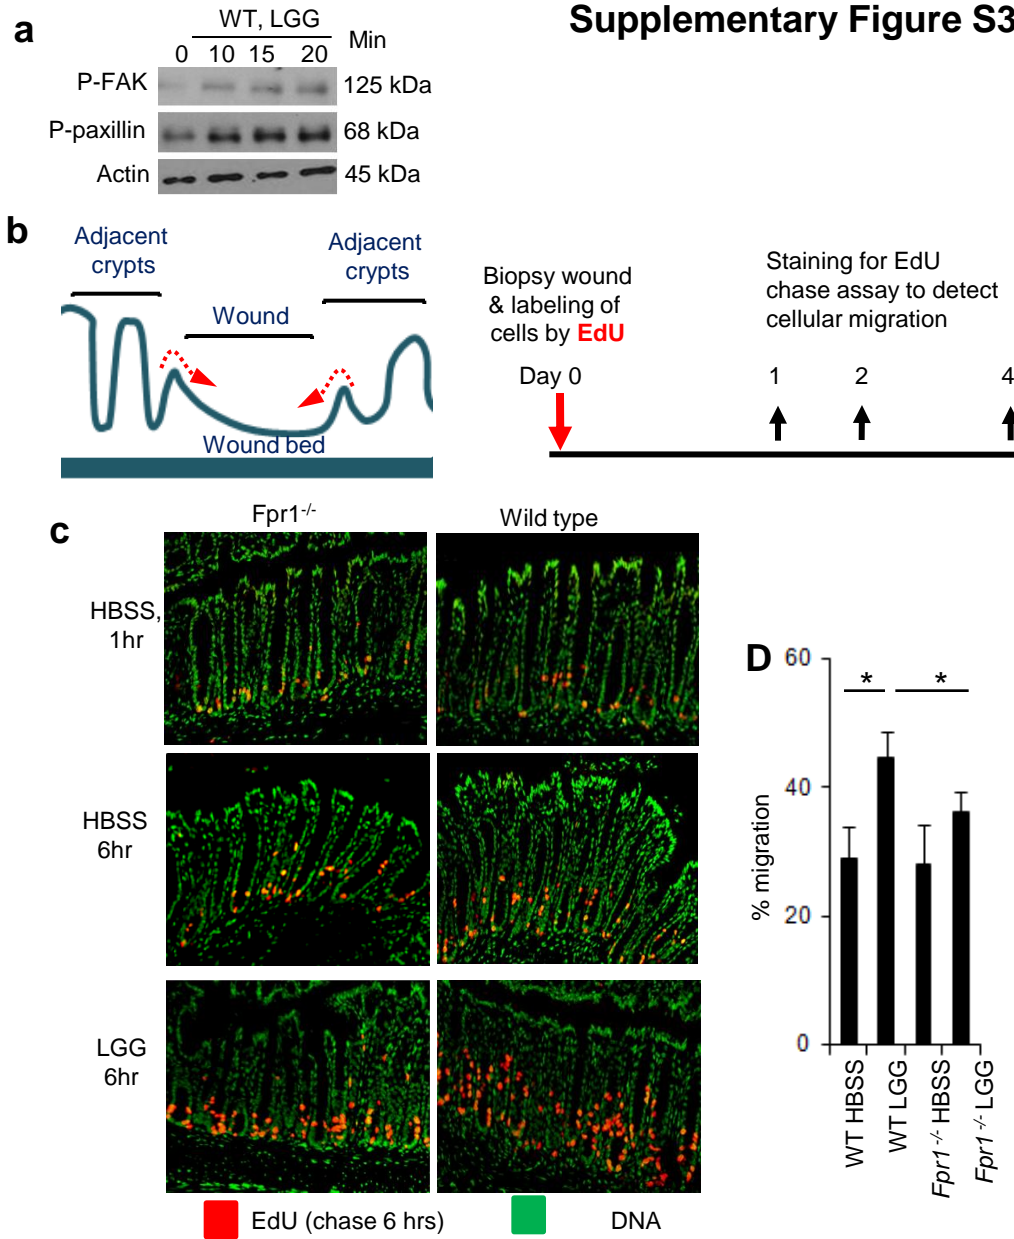 Supplementary Figure S3
a
WT, LGG
0 10 15 20 Min
P-FAK 125 kDa
P-paxillin 68 kDa
Actin 45 kDa
b
Adjacent
crypts
Wound
Adjacent
crypts
Wound bed
Biopsy wound
& labeling of
cells by EdU
Staining for EdU
chase assay to detect
cellular migration
Day 0 1 2 4
c
Fpr1-/- Wild type
HBSS,
1hr
HBSS
6hr
LGG
6hr
EdU (chase 6 hrs) DNA
D
% migration
60
40
20
0
* *
WT HBSS
WT LGG
Fpr1-/- HBSS
Fpr1-/- LGG